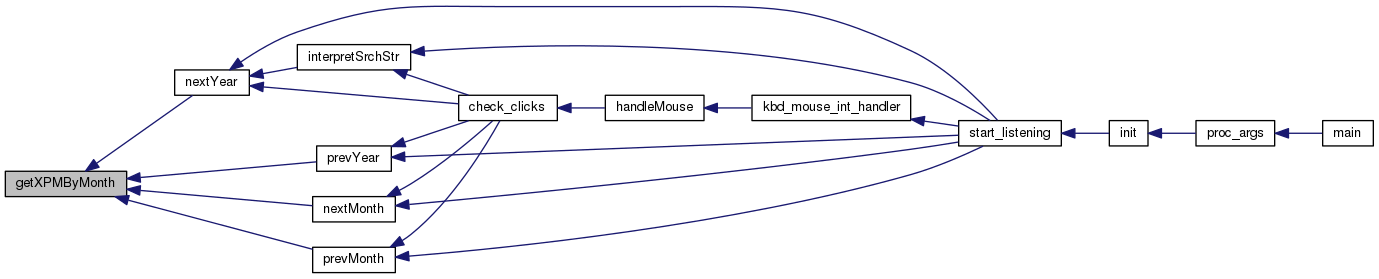 getXPMByMonth
nextYear
interpretSrchStr
prevYear
nextMonth
prevMonth
check_clicks
handleMouse
kbd_mouse_int_handler
start_listening
init
proc_args
main